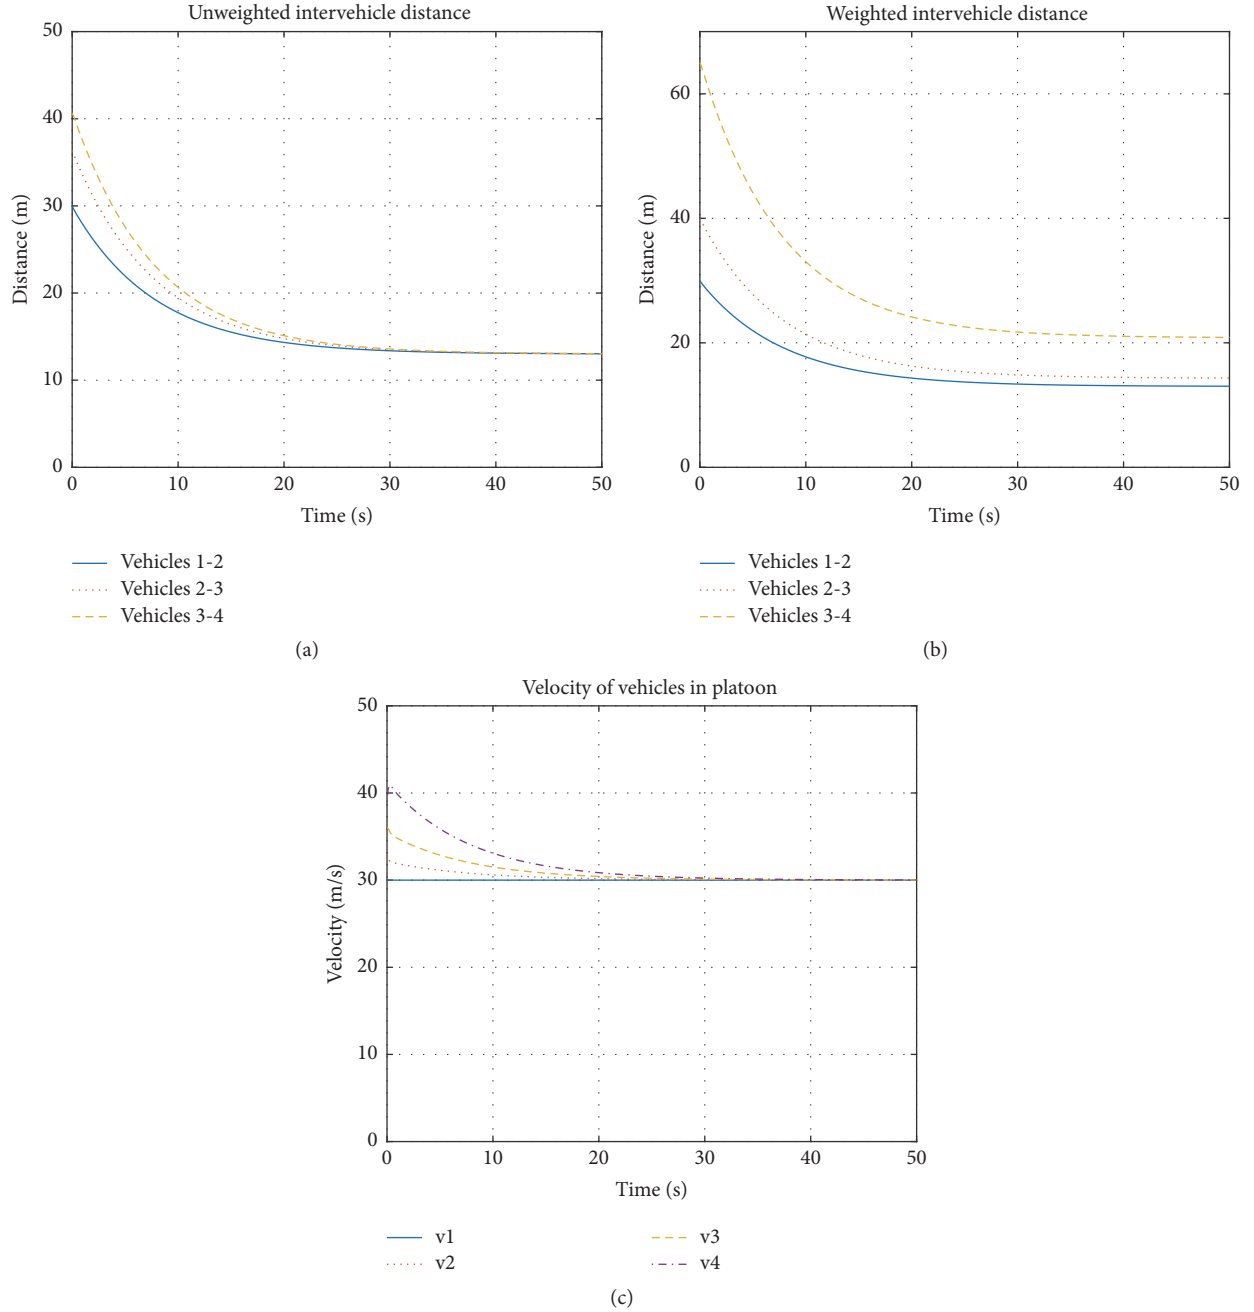 Unweighted intervehicle distance
50
40
30
20
10
0
Distance (m)
0 10 20 30 40 50
Time (s)
Vehicles 1-2
Vehicles 2-3
Vehicles 3-4
(a)
Weighted intervehicle distance
60
40
20
0
Distance (m)
0 10 20 30 40 50
Time (s)
Vehicles 1-2
Vehicles 2-3
Vehicles 3-4
(b)
Velocity of vehicles in platoon
50
40
30
20
10
0
Velocity (m/s)
0 10 20 30 40 50
Time (s)
v1
v2
v3
v4
(c)